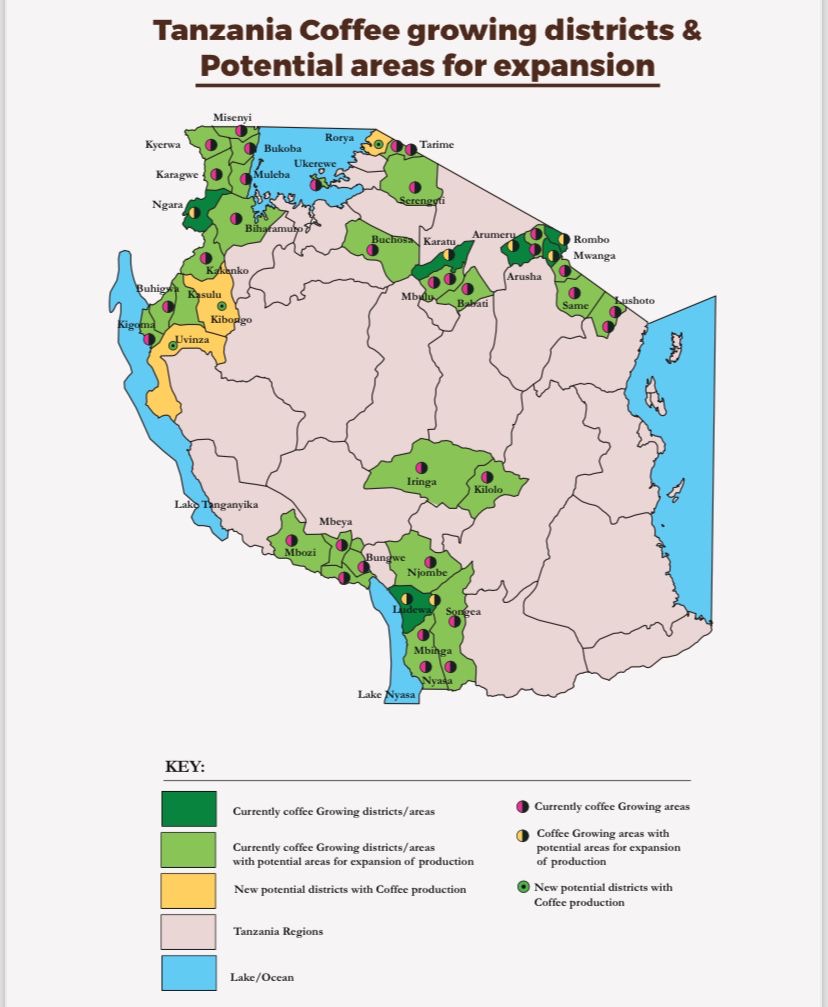 Tanzania Coffee growing districts &
Potential areas for expansion
Misenyi
Kyerwa
Bukoba
Rorya
Tarime
Ukerewe
Karagwe
Muleba
Serengeti
Ngara
Biharamuro
Buchosa
Karatu
Arumeru
Rombo
Mwanga
Kakonko
Arusha
Buhigwe
Kasulu
Mbulu
Babati
Same
Lushoto
Kigoma
Kibongo
Uvinza
Iringa
Kilolo
Lake Tanganyika
Mbeya
Mbozi
Bungwe
Njombe
Ludewa
Songea
Mbinga
Nyasa
Lake Nyasa
KEY:
Currently coffee Growing districts/areas
Currently coffee Growing districts/areas
with potential areas for expansion of production
New potential districts with Coffee production
Tanzania Regions
Lake/Ocean
Currently coffee Growing areas
Coffee Growing areas with
potential areas for expansion
of production
New potential districts with
Coffee production